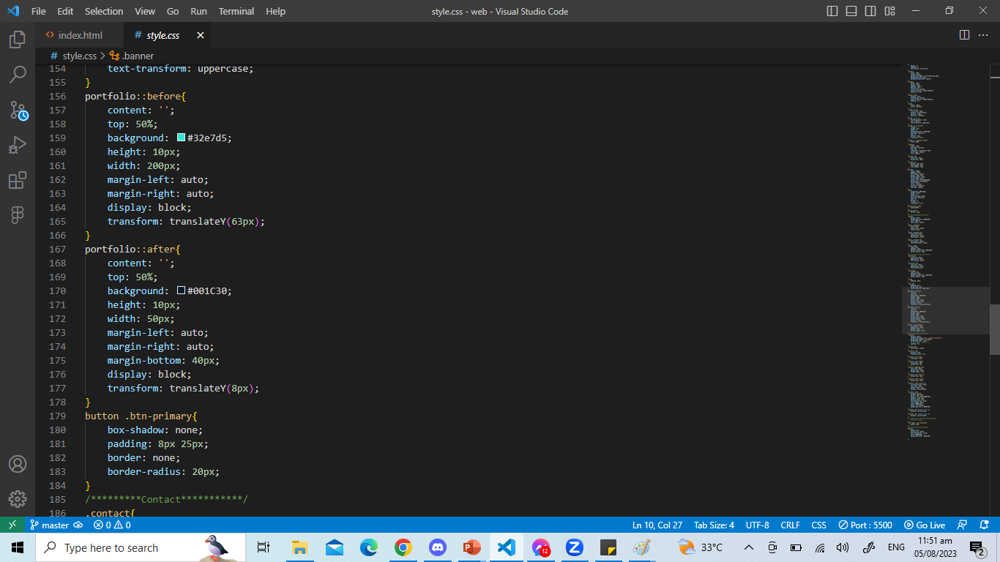 File Edit Selection View Go Run Terminal Help style.css - web - Visual Studio Code
index.html style.css
style.css .banner
154 text-transform: uppercase;
155 }
156 portfolio::before{
157 content: '';
158 top: 50%;
159 background: #32e7d5;
160 height: 10px;
161 width: 200px;
162 margin-left: auto;
163 margin-right: auto;
164 display: block;
165 transform: translateY(63px);
166 }
167 portfolio::after{
168 content: '';
169 top: 50%;
170 background: #001C30;
171 height: 10px;
172 width: 50px;
173 margin-left: auto;
174 margin-right: auto;
175 margin-bottom: 40px;
176 display: block;
177 transform: translateY(8px);
178 }
179 button .btn-primary{
180 box-shadow: none;
181 padding: 8px 25px;
182 border: none;
183 border-radius: 20px;
184 }
185 /*********Contact***********/
186 .contact{
master 0 0 Ln 10, Col 27 Tab Size: 4 UTF-8 CRLF CSS Port : 5500 Go Live
Type here to search 12 33°C ENG 11:51 am
05/08/2023 2